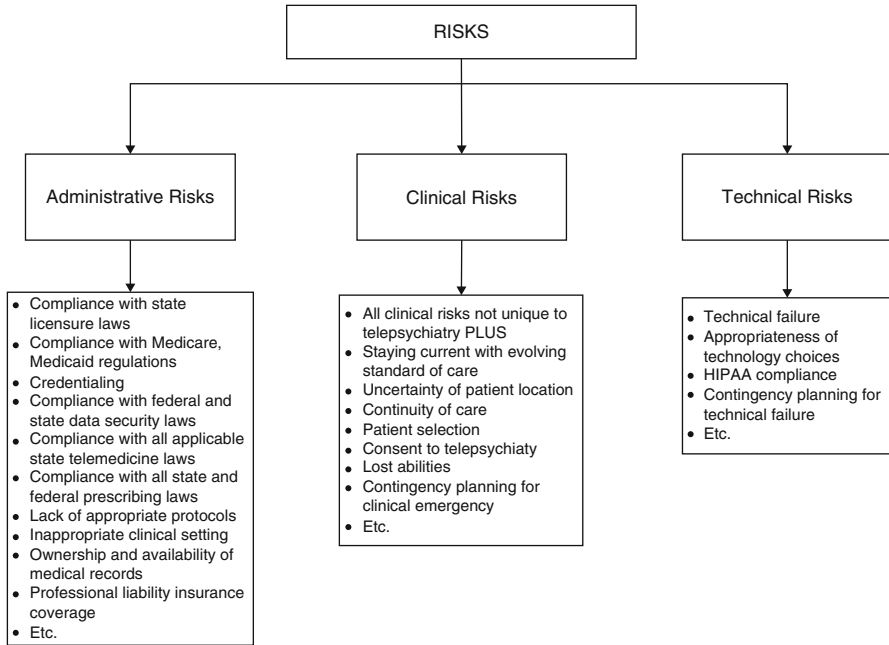 RISKS
Administrative Risks
Clinical Risks
Technical Risks
● Compliance with state
licensure laws
● Compliance with Medicare,
Medicaid regulations
● Credentialing
● Compliance with federal and
state data security laws
● Compliance with all applicable
state telemedicine laws
● Compliance with all state and
federal prescribing laws
● Lack of appropriate protocols
● Inappropriate clinical setting
● Ownership and availability of
medical records
● Professional liability insurance
coverage
● Etc.
● All clinical risks not unique to
telepsychiatry PLUS
● Staying current with evolving
standard of care
● Uncertainty of patient location
● Continuity of care
● Patient selection
● Consent to telepsychiaty
● Lost abilities
● Contingency planning for
clinical emergency
● Etc.
● Technical failure
● Appropriateness of
technology choices
● HIPAA compliance
● Contingency planning for
technical failure
● Etc.